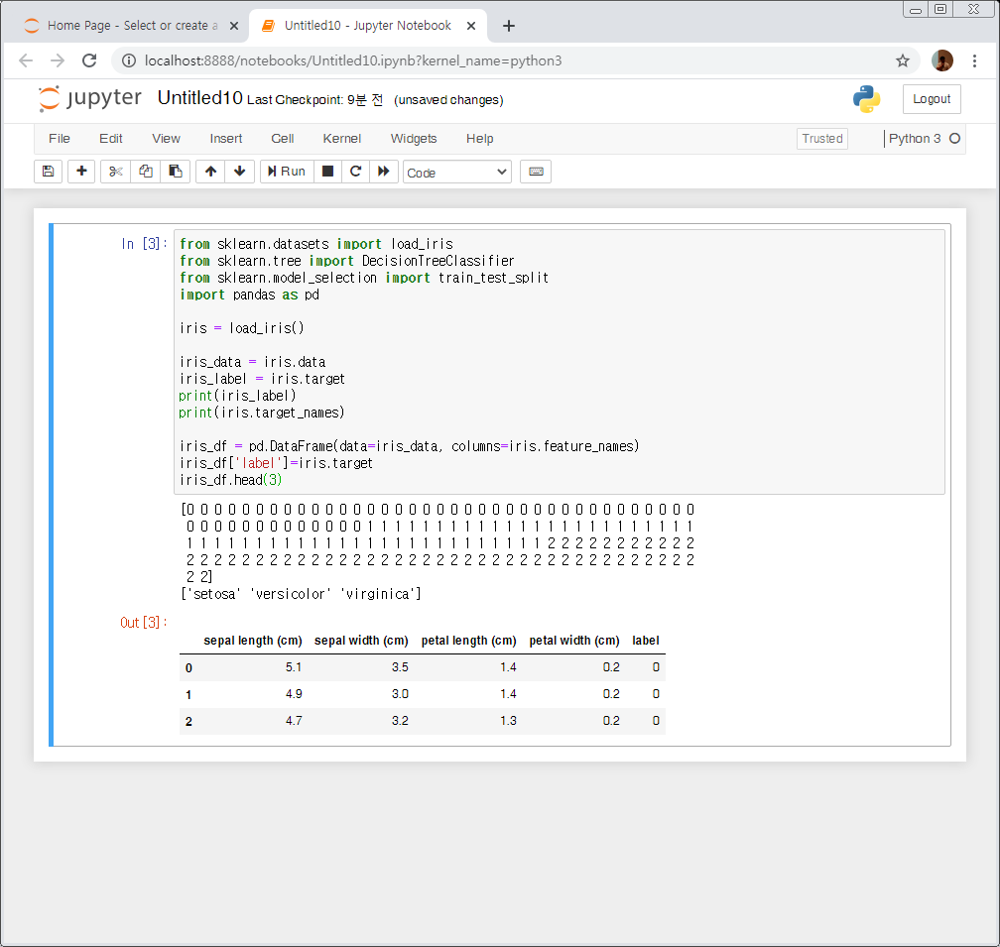 Home Page - Select or create a
Untitled10 - Jupyter Notebook
localhost:8888/notebooks/Untitled10.ipynb?kernel_name=python3
jupyter Untitled10 Last Checkpoint: 9분 전 (unsaved changes)
Logout
File Edit View Insert Cell Kernel Widgets Help Trusted Python 3
Run Code
In [3]: from sklearn.datasets import load_iris
from sklearn.tree import DecisionTreeClassifier
from sklearn.model_selection import train_test_split
import pandas as pd
iris = load_iris()
iris_data = iris.data
iris_label = iris.target
print(iris_label)
print(iris.target_names)
iris_df = pd.DataFrame(data=iris_data, columns=iris.feature_names)
iris_df['label']=iris.target
iris_df.head(3)
[0 0 0 0 0 0 0 0 0 0 0 0 0 0 0 0 0 0 0 0 0 0 0 0 0 0 0 0 0 0 0 0 0 0 0 0 0
0 0 0 0 0 0 0 0 0 0 0 0 0 1 1 1 1 1 1 1 1 1 1 1 1 1 1 1 1 1 1 1 1 1 1 1 1
1 1 1 1 1 1 1 1 1 1 1 1 1 1 1 1 1 1 1 1 1 1 1 1 1 1 2 2 2 2 2 2 2 2 2 2 2
2 2 2 2 2 2 2 2 2 2 2 2 2 2 2 2 2 2 2 2 2 2 2 2 2 2 2 2 2 2 2 2 2 2 2 2 2
2 2]
['setosa' 'versicolor' 'virginica']
Out[3]:
sepal length (cm) sepal width (cm) petal length (cm) petal width (cm) label
0 5.1 3.5 1.4 0.2 0
1 4.9 3.0 1.4 0.2 0
2 4.7 3.2 1.3 0.2 0